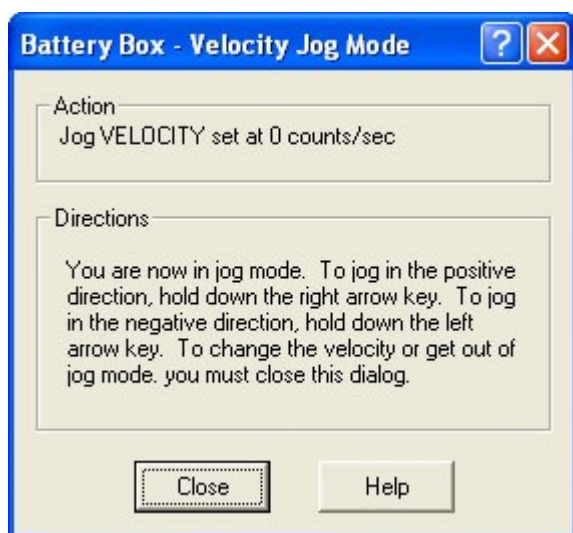 Battery Box - Velocity Jog Mode
Action
Jog VELOCITY set at 0 counts/sec
Directions
You are now in jog mode.  To jog in the positive
direction, hold down the right arrow key.  To jog
in the negative direction, hold down the left
arrow key.  To change the velocity or get out of
jog mode. you must close this dialog.
Close
Help